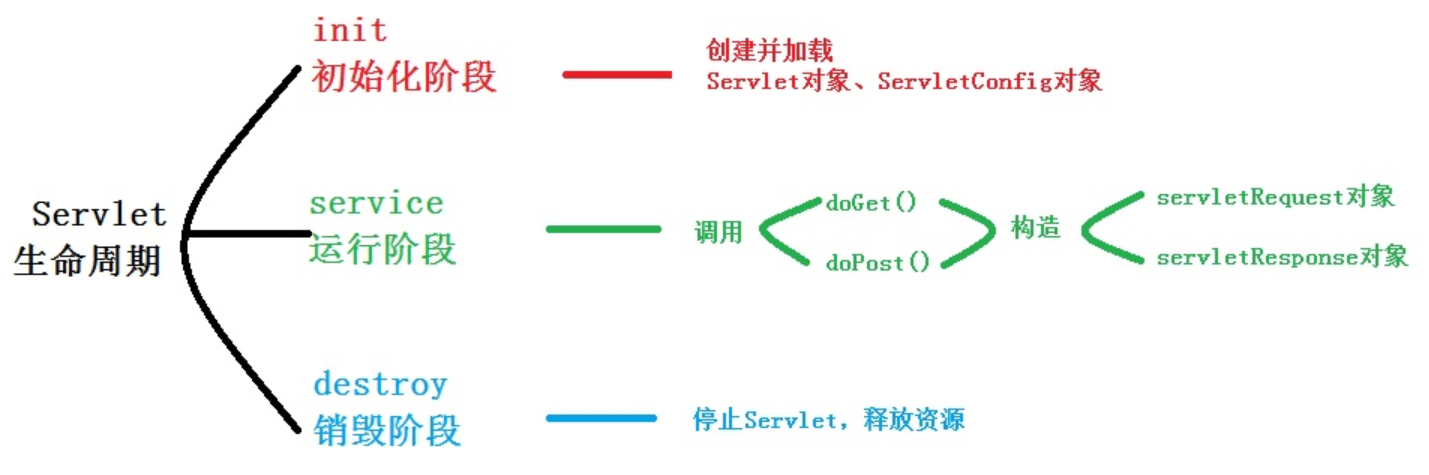 Servlet
生命周期
init
初始化阶段
创建并加载
Servlet对象、ServletConfig对象
service
运行阶段
调用
doGet()
doPost()
构造
servletRequest对象
servletResponse对象
destroy
销毁阶段
停止Servlet，释放资源